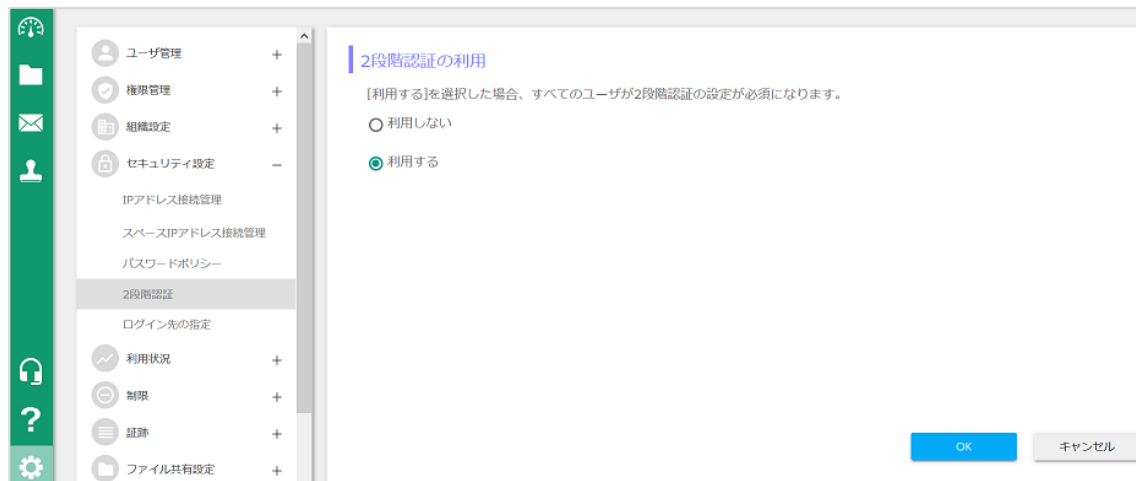 ユーザ管理
権限管理
組織設定
セキュリティ設定
IPアドレス接続管理
スペースIPアドレス接続管理
パスワードポリシー
2段階認証
ログイン先の指定
利用状況
制限
証跡
ファイル共有設定
2段階認証の利用
[利用する]を選択した場合、すべてのユーザが2段階認証の設定が必須になります。
利用しない
利用する
OK
キャンセル